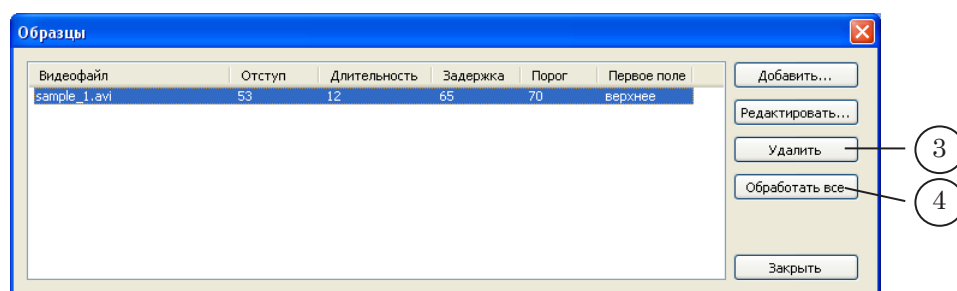 Образцы
Видеофайл Отступ Длительность Задержка Порог Первое поле
sample_1.avi 53 12 65 70 верхнее
Добавить...
Редактировать...
Удалить
3
Обработать все
4
Закрыть